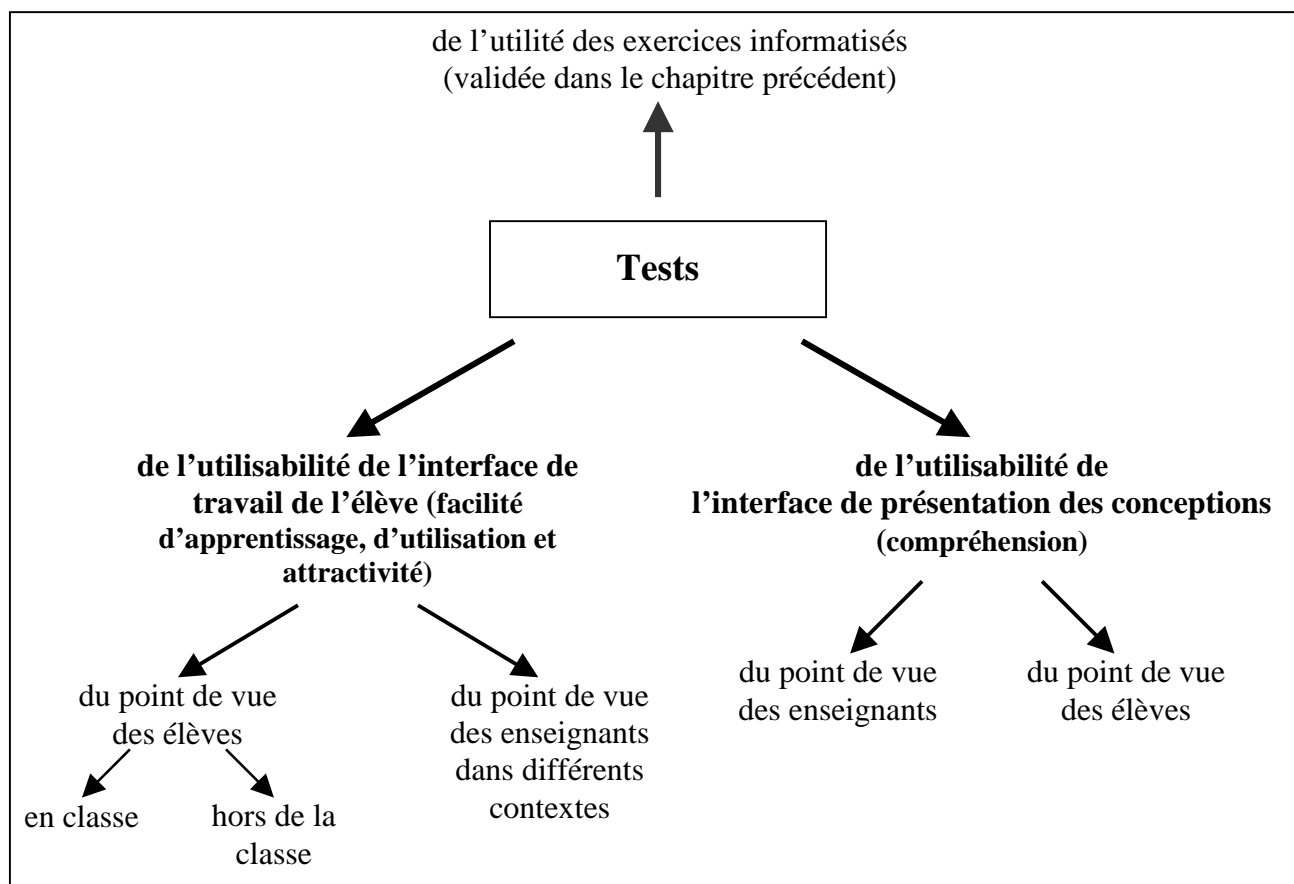 de l’utilité des exercices informatisés
(validée dans le chapitre précédent)
Tests
de l’utilisabilité de l’interface de
travail de l’élève (facilité
d’apprentissage, d’utilisation et
attractivité)
de l’utilisabilité de
l’interface de présentation des conceptions
(compréhension)
du point de vue
des élèves
du point de vue
des enseignants
dans différents
contextes
du point de vue
des enseignants
du point de vue
des élèves
en classe
hors de la
classe